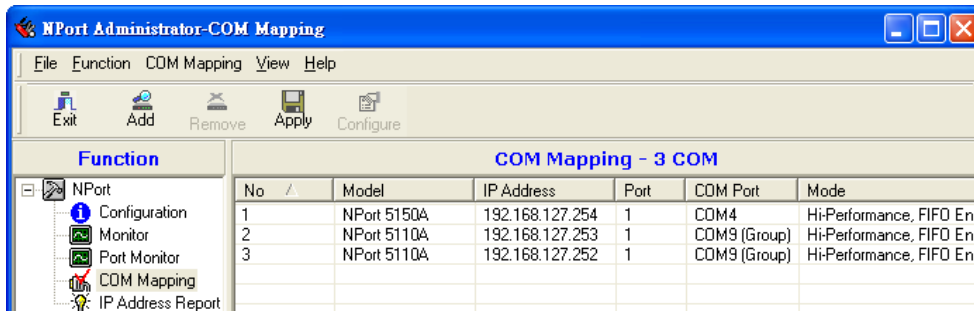 NPort Administrator-COM Mapping
File Function COM Mapping View Help
Exit Add Remove Apply Configure
Function
COM Mapping - 3 COM
NPort
Configuration
Monitor
Port Monitor
COM Mapping
IP Address Report
No Model IP Address Port COM Port Mode
1 NPort 5150A 192.168.127.254 1 COM4 Hi-Performance, FIFO En
2 NPort 5110A 192.168.127.253 1 COM9 (Group) Hi-Performance, FIFO En
3 NPort 5110A 192.168.127.252 1 COM9 (Group) Hi-Performance, FIFO En